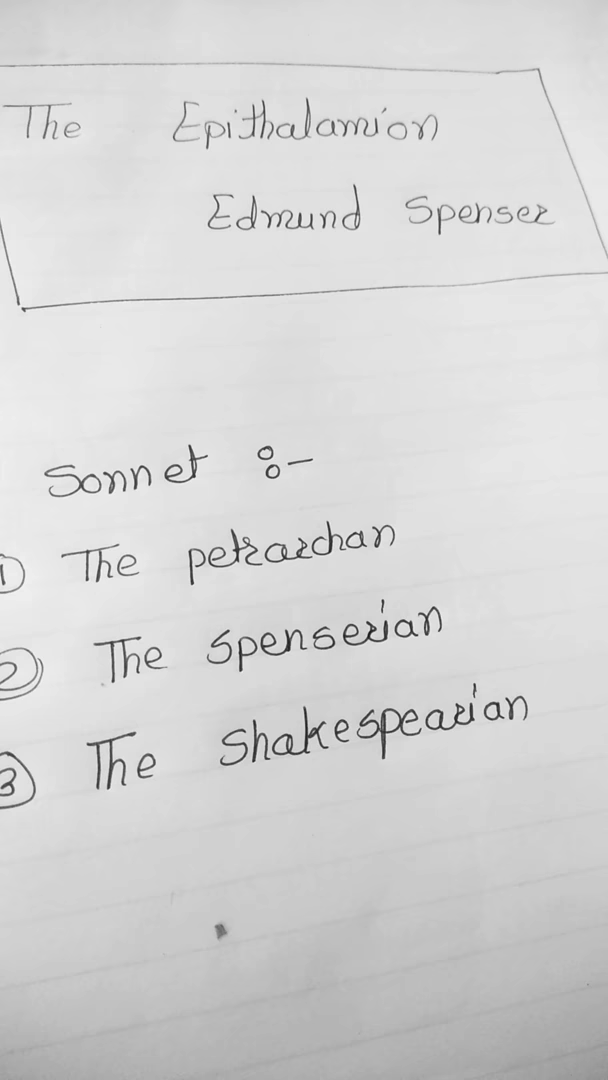 The Epithalamion
Edmund Spenser
Sonnet :-
① The petrarchan
② The Spenserian
③ The Shakespearian